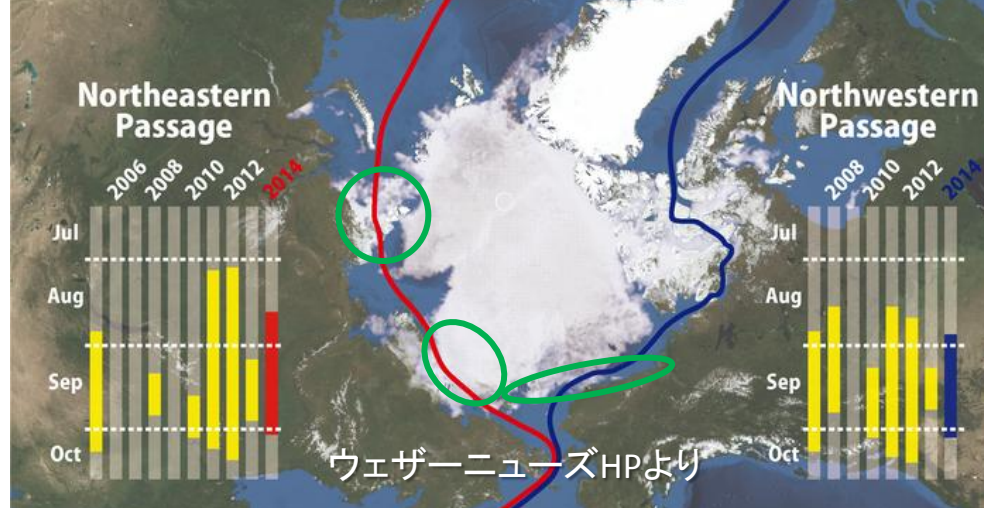 Northeastern
Passage
2006
2008
2010
2012
2014
Jul
Aug
Sep
Oct
Northwestern
Passage
2008
2010
2012
2014
Jul
Aug
Sep
Oct
ウェザーニューズHPより